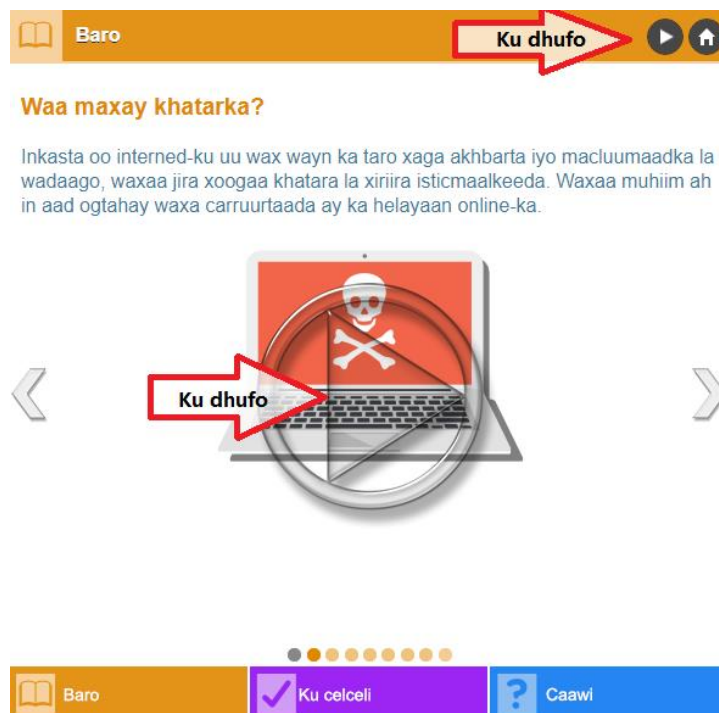 Baro
Ku dhufo
Waa maxay khatarka?
Inkasta oo interned-ku uu wax wayn ka taro xaga akhbarta iyo macluumaadka la
wadaago, waxaa jira xoogaa khatara la xiriira isticmaalkeeda. Waxaa muhiim ah
in aad ogtahay waxa carruurtaada ay ka helayaan online-ka.
Ku dhufo
Baro
Ku celceli
Caawi